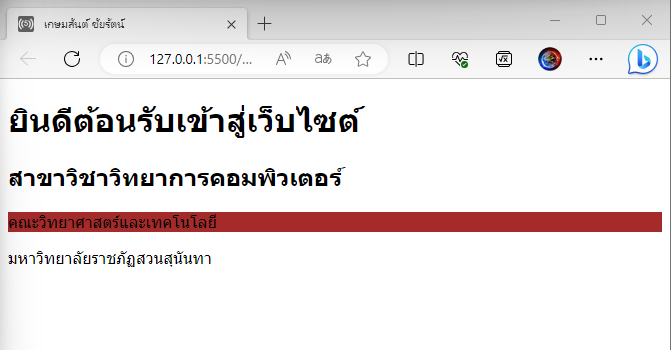 เกษมสันต์ ชัยรัตน์
127.0.0.1:5500/...
ยินดีต้อนรับเข้าสู่เว็บไซต์
สาขาวิชาวิทยาการคอมพิวเตอร์
คณะวิทยาศาสตร์และเทคโนโลยี
มหาวิทยาลัยราชภัฏสวนสุนันทา